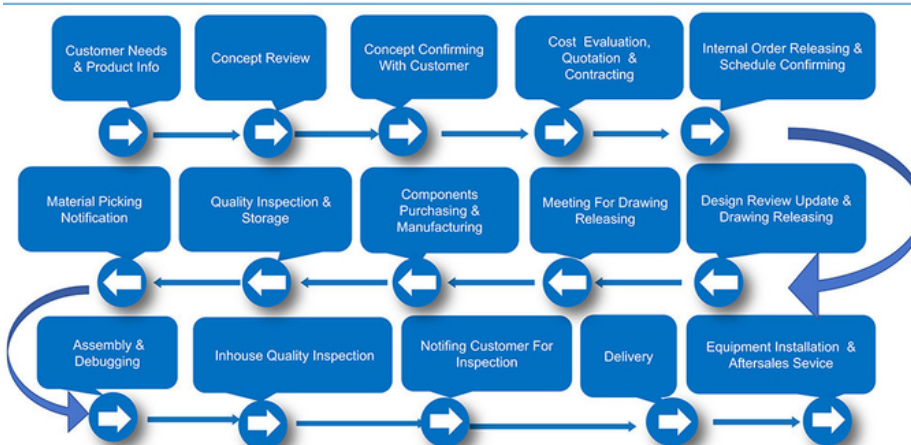 Customer Needs
& Product Info
Concept Review
Concept Confirming
With Customer
Cost Evaluation,
Quotation &
Contracting
Internal Order Releasing &
Schedule Confirming
Material Picking
Notification
Quality Inspection &
Storage
Components
Purchasing &
Manufacturing
Meeting For Drawing
Releasing
Design Review Update &
Drawing Releasing
Assembly &
Debugging
Inhouse Quality Inspection
Notifing Customer For
Inspection
Delivery
Equipment Installation &
Aftersales Sevice